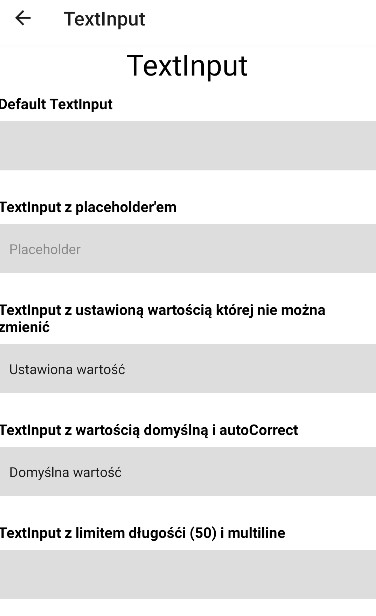 TextInput
TextInput
Default TextInput
TextInput z placeholder'em
Placeholder
TextInput z ustawioną wartością której nie można
zmienić
Ustawiona wartość
TextInput z wartością domyślną i autoCorrect
Domyślna wartość
TextInput z limitem długośći (50) i multiline